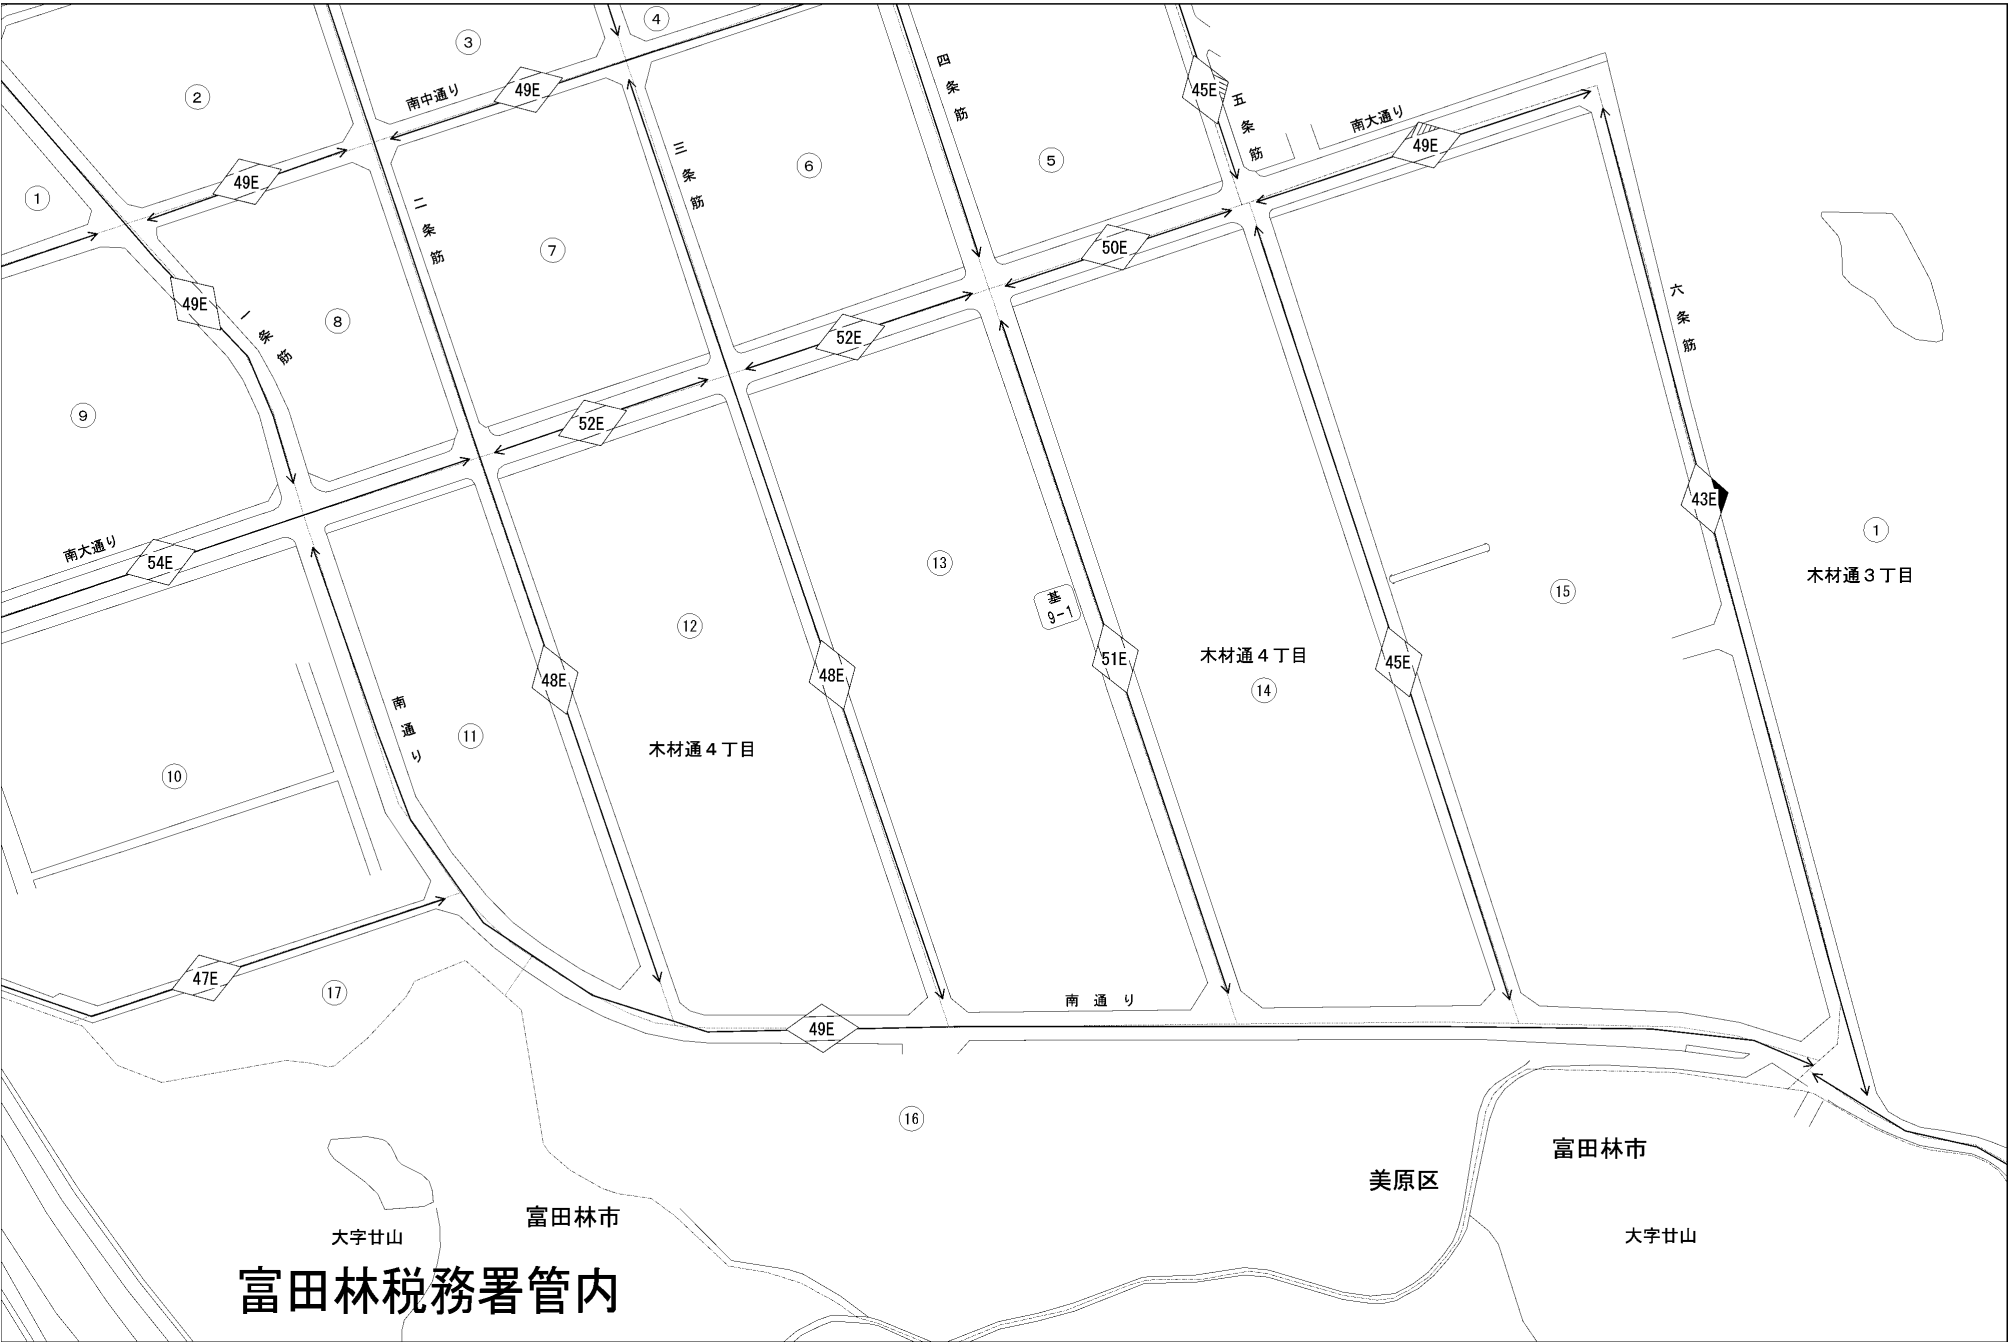 ④
③
四条筋
②
南中通り
49E
45E
五条筋
南大通り
49E
三条筋
⑥
⑤
①
49E
二条筋
⑦
50E
49E
一条筋
⑧
52E
六条筋
⑨
52E
43E
①
木材通3丁目
南大通り
54E
⑬
基
9-1
⑮
⑫
木材通4丁目
⑭
48E
48E
51E
45E
南通り
⑪
木材通4丁目
⑩
47E
⑰
南通り
49E
⑯
富田林市
美原区
富田林市
大字廿山
大字廿山
富田林税務署管内